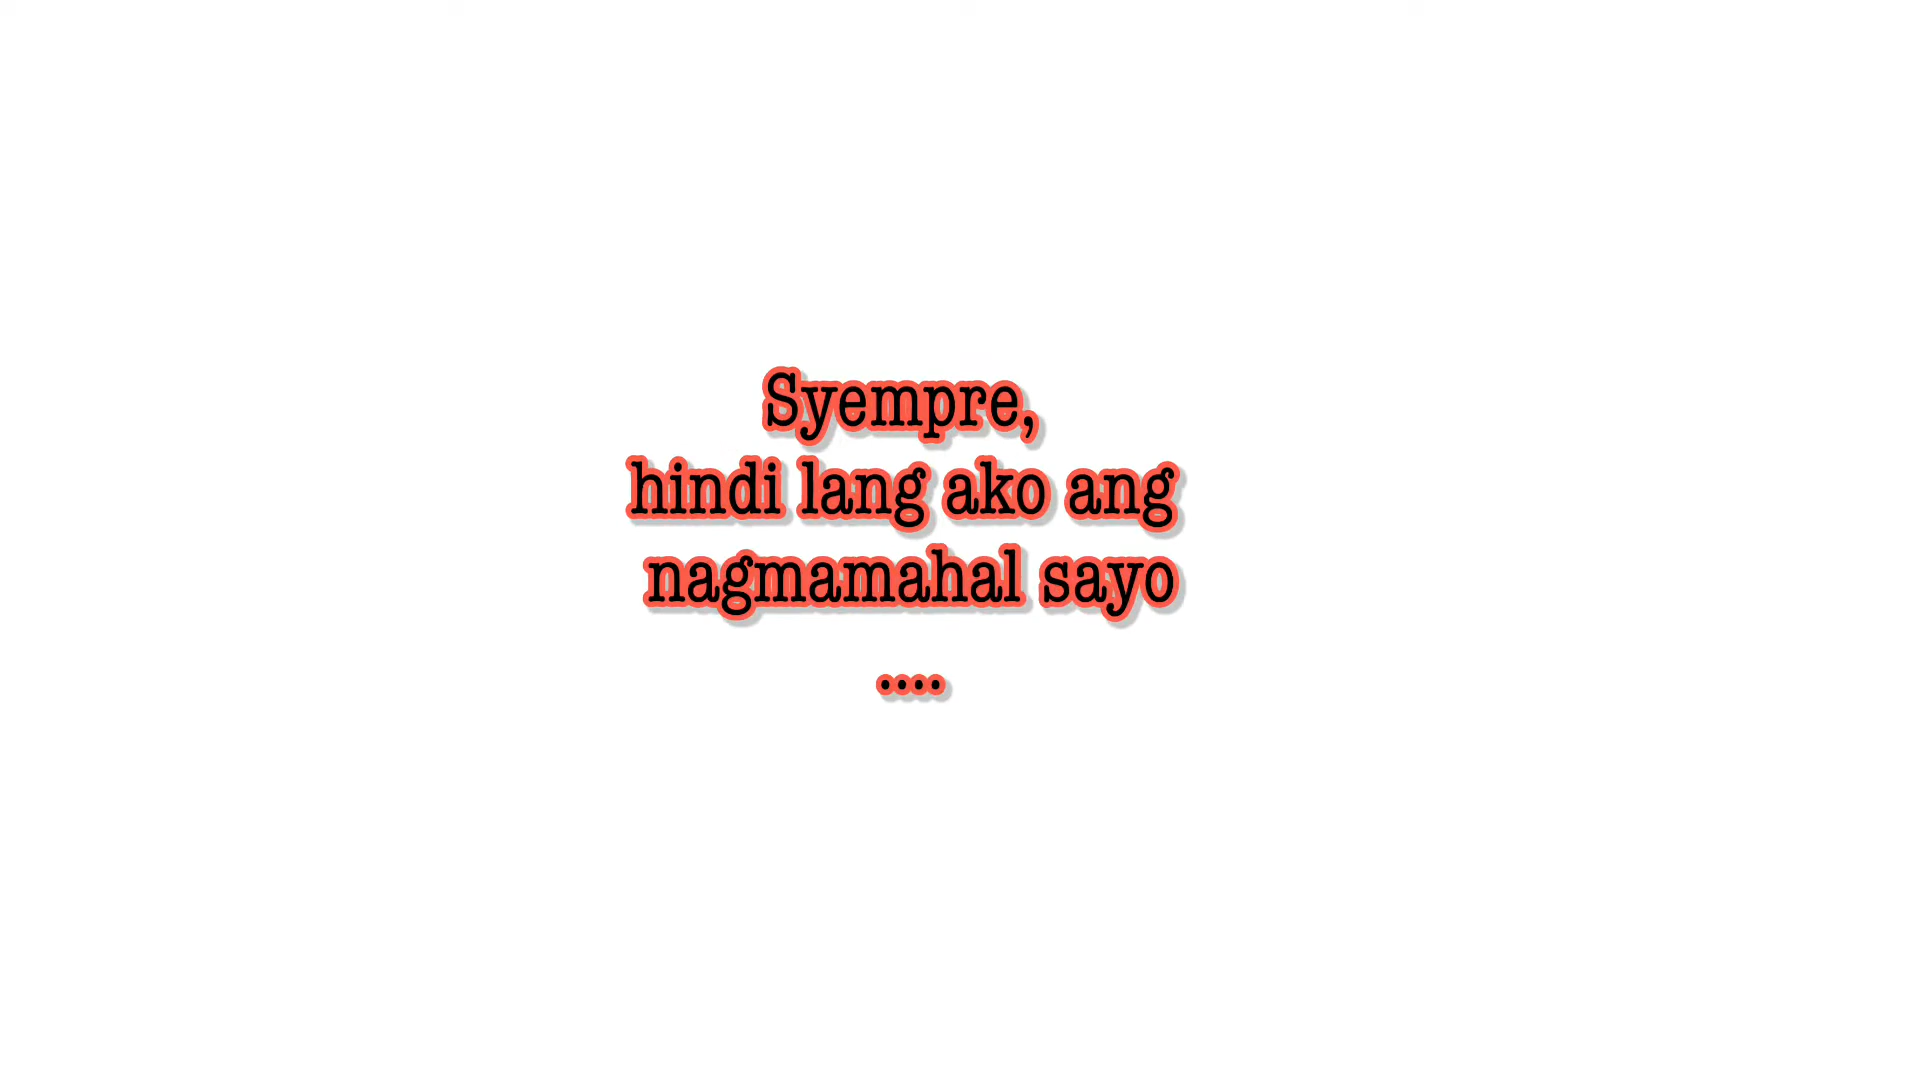 Syempre,
hindi lang ako ang
nagmamahal sayo
....